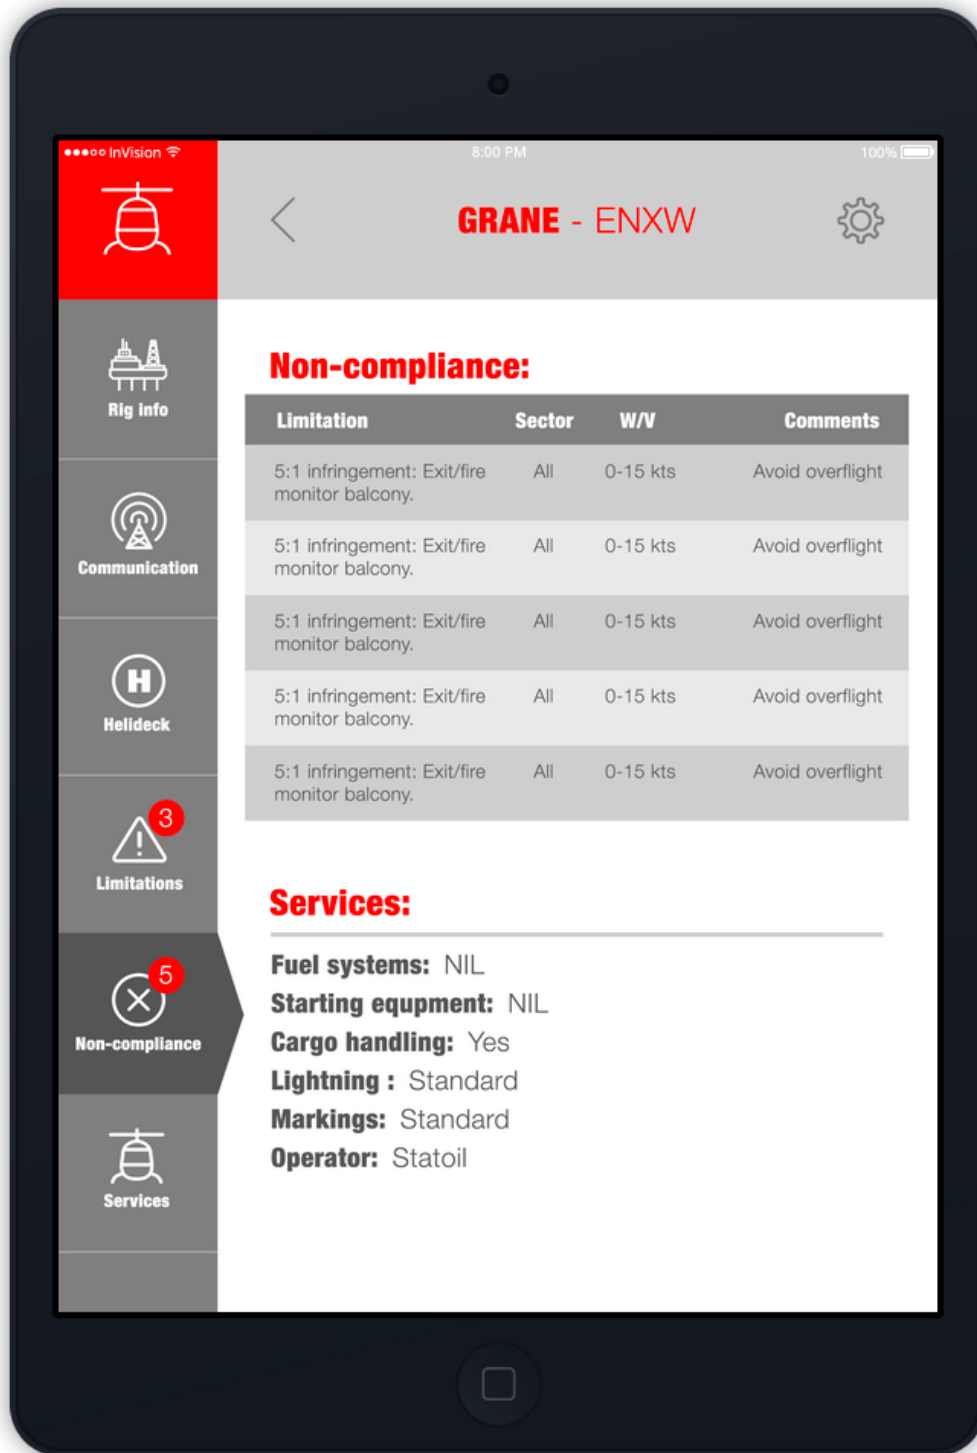 InVision
8:00 PM
100%
GRANE - ENXW
Rig info
Communication
H
Helideck
3
Limitations
5
Non-compliance
Services
Non-compliance:
Limitation Sector W/V Comments
5:1 infringement: Exit/fire All 0-15 kts Avoid overflight
monitor balcony.
5:1 infringement: Exit/fire All 0-15 kts Avoid overflight
monitor balcony.
5:1 infringement: Exit/fire All 0-15 kts Avoid overflight
monitor balcony.
5:1 infringement: Exit/fire All 0-15 kts Avoid overflight
monitor balcony.
5:1 infringement: Exit/fire All 0-15 kts Avoid overflight
monitor balcony.
Services:
Fuel systems: NIL
Starting equpment: NIL
Cargo handling: Yes
Lightning : Standard
Markings: Standard
Operator: Statoil